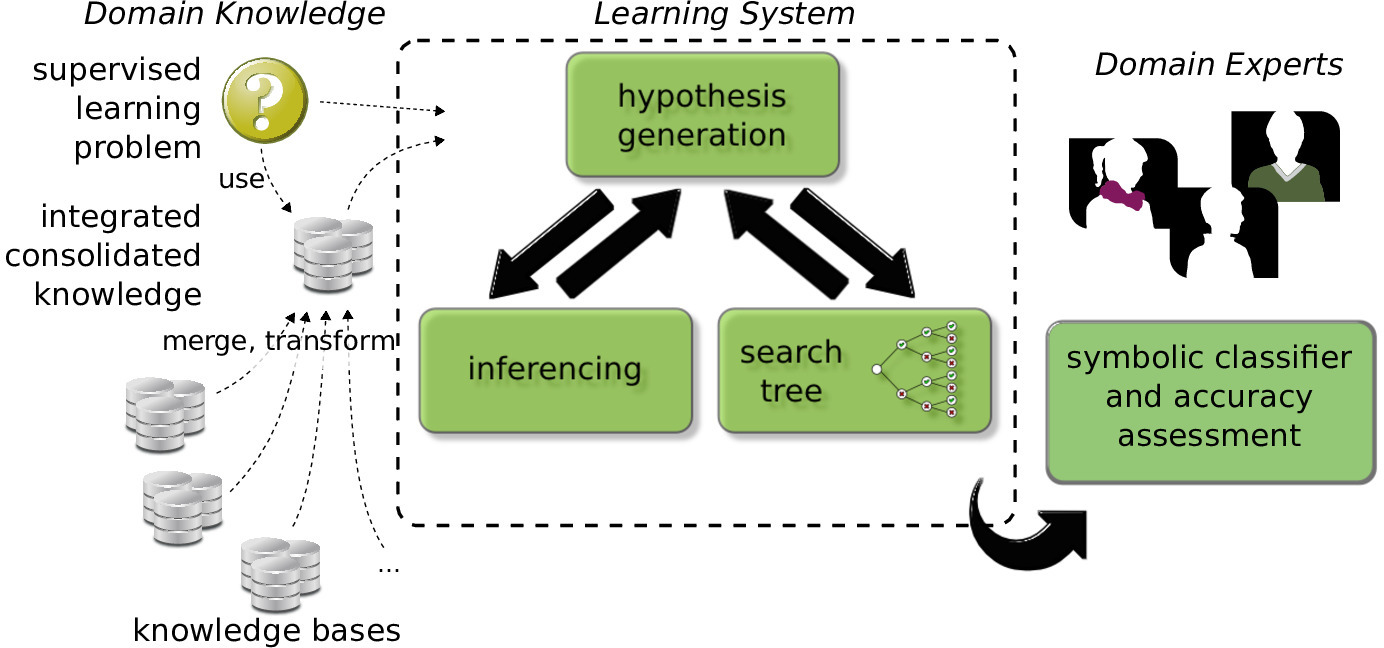 Domain Knowledge
supervised
learning
problem
?
use
integrated
consolidated
knowledge
merge, transform
...
knowledge bases
Learning System
hypothesis
generation
inferencing
search
tree
Domain Experts
symbolic classifier
and accuracy
assessment